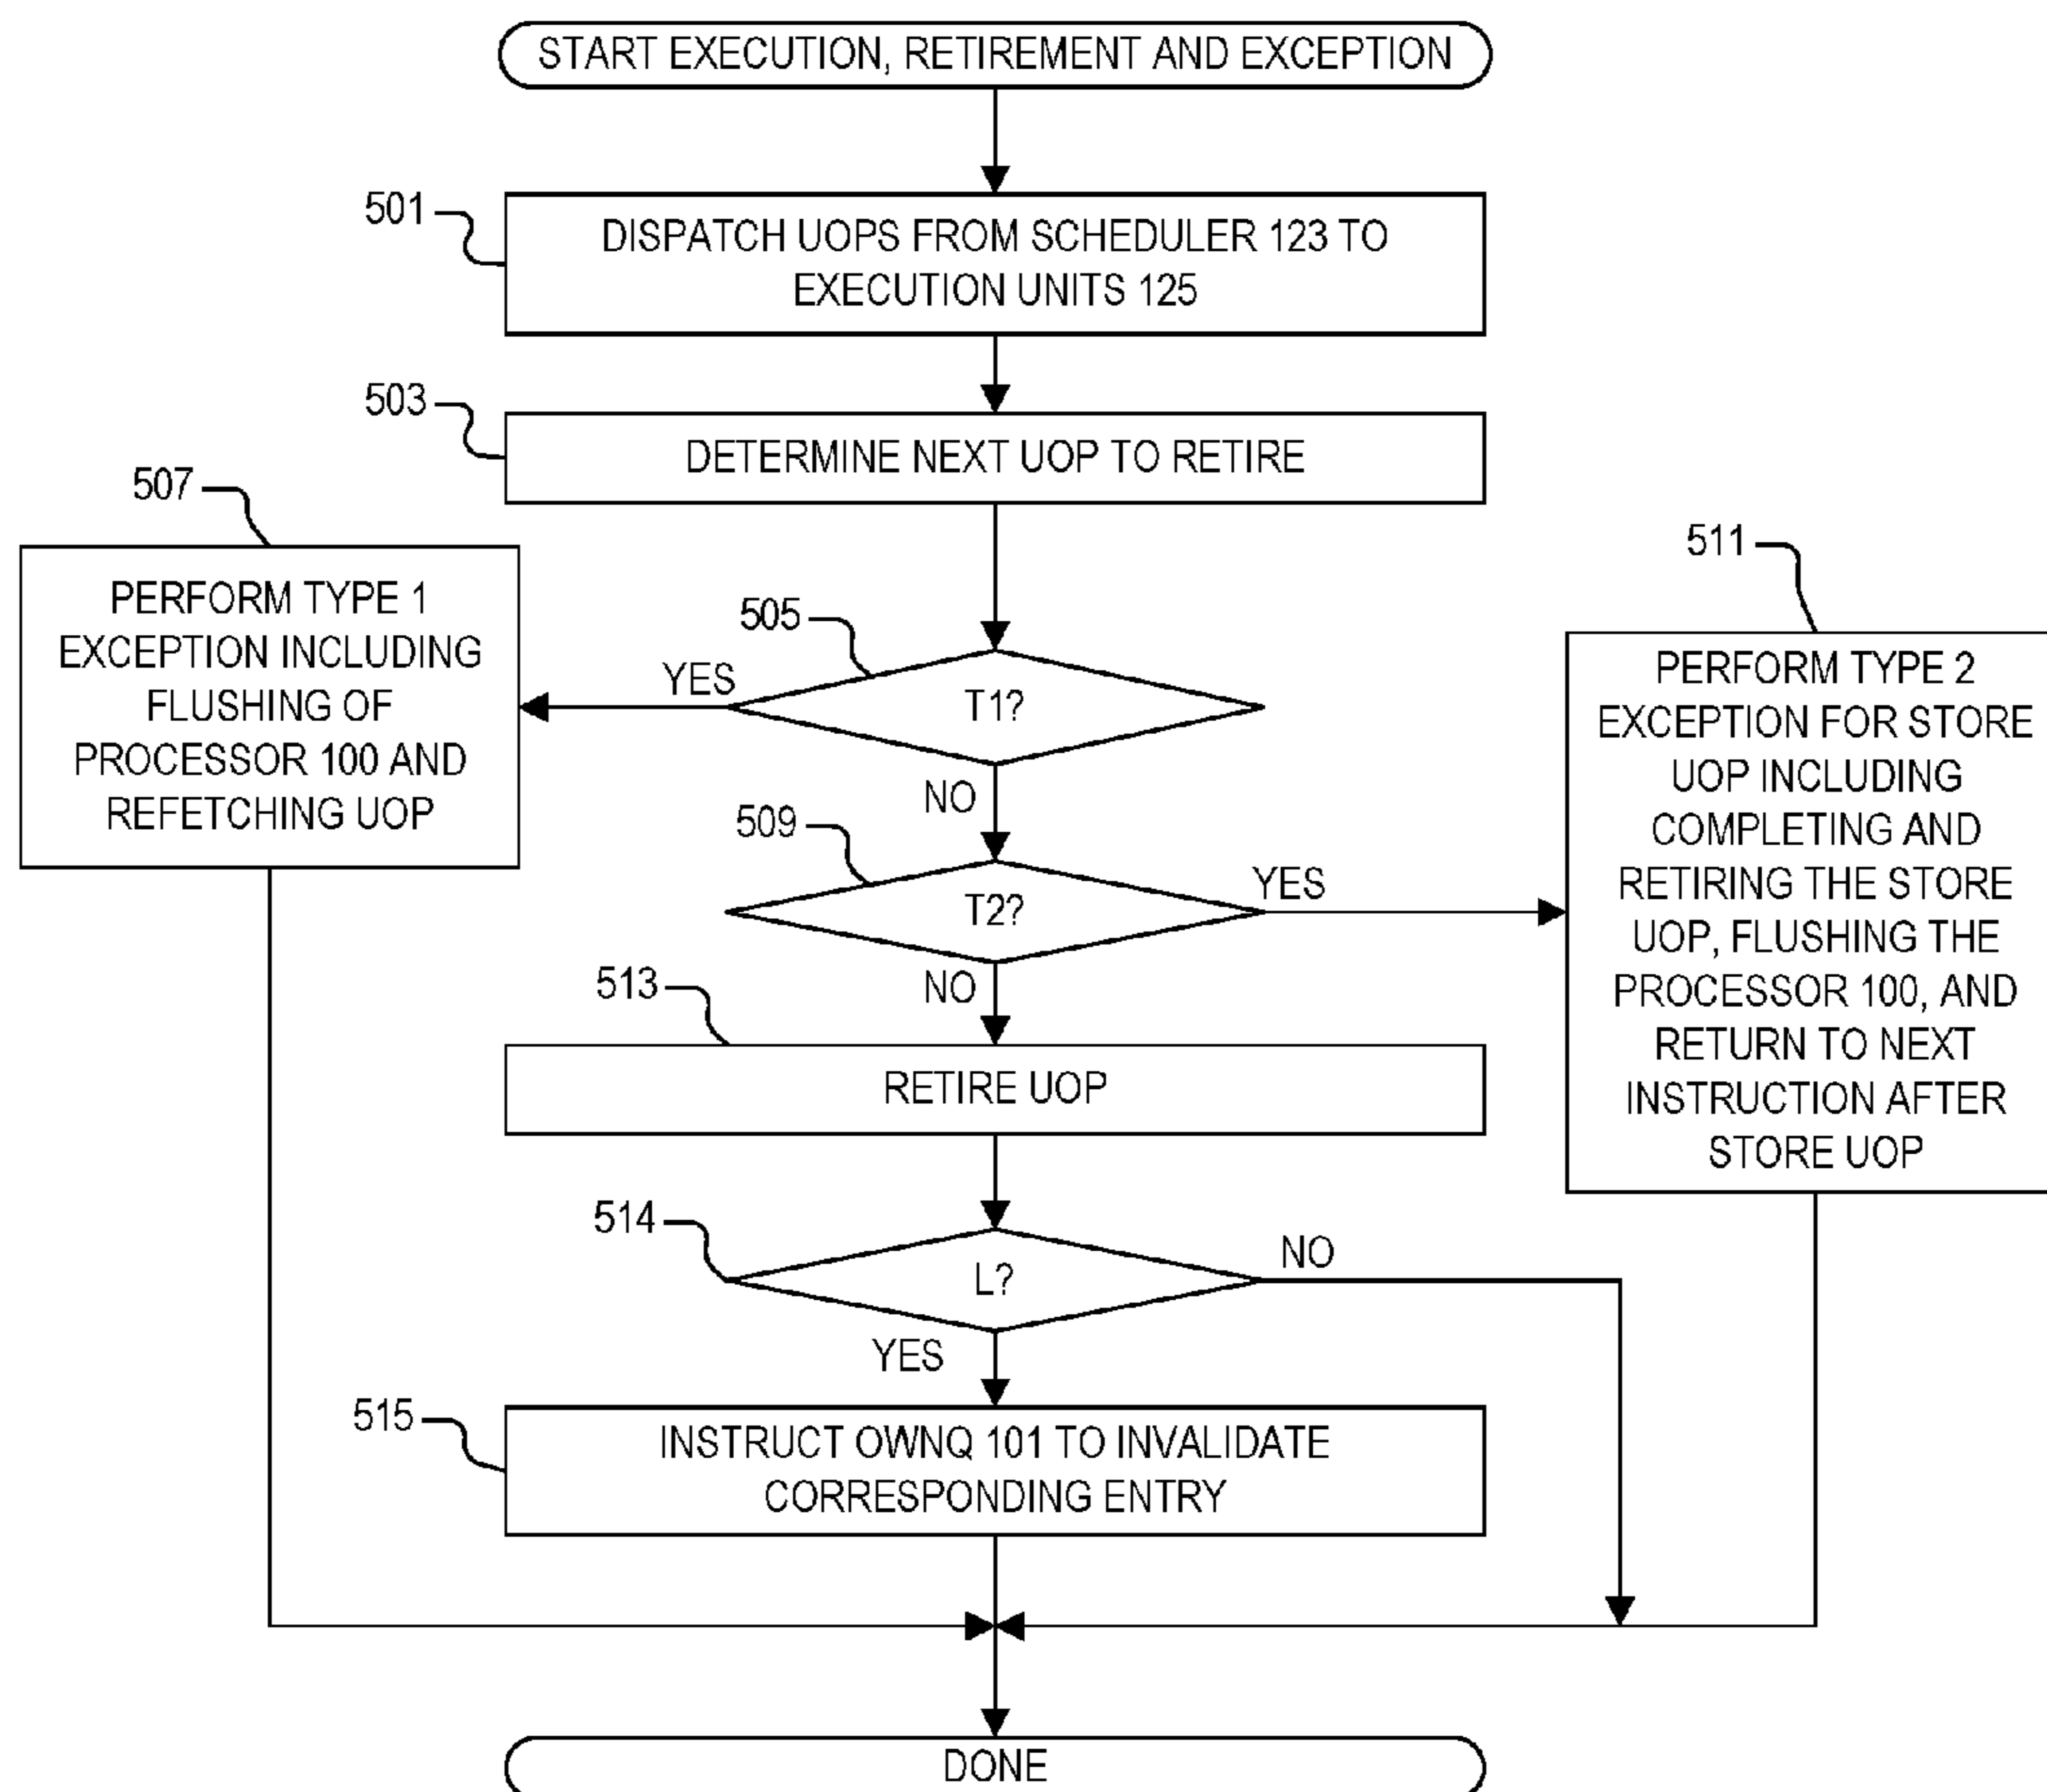 START EXECUTION, RETIREMENT AND EXCEPTION
501
DISPATCH UOPS FROM SCHEDULER 123 TO
EXECUTION UNITS 125
503
DETERMINE NEXT UOP TO RETIRE
507
PERFORM TYPE 1
EXCEPTION INCLUDING
FLUSHING OF
PROCESSOR 100 AND
REFETCHING UOP
505
T1?
YES
NO
509
T2?
YES
NO
511
PERFORM TYPE 2
EXCEPTION FOR STORE
UOP INCLUDING
COMPLETING AND
RETIRING THE STORE
UOP, FLUSHING THE
PROCESSOR 100, AND
RETURN TO NEXT
INSTRUCTION AFTER
STORE UOP
513
RETIRE UOP
514
L?
NO
YES
515
INSTRUCT OWNQ 101 TO INVALIDATE
CORRESPONDING ENTRY
DONE